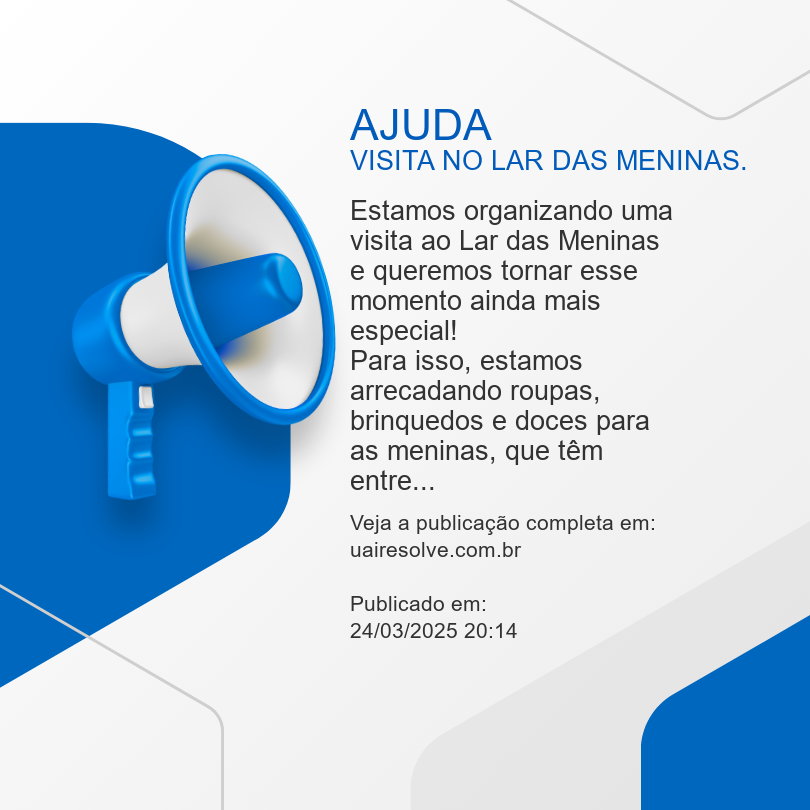 AJUDA
VISITA NO LAR DAS MENINAS.
Estamos organizando uma
visita ao Lar das Meninas
e queremos tornar esse
momento ainda mais
especial!
Para isso, estamos
arrecadando roupas,
brinquedos e doces para
as meninas, que têm
entre...
Veja a publicação completa em:
uairesolve.com.br
Publicado em:
24/03/2025 20:14